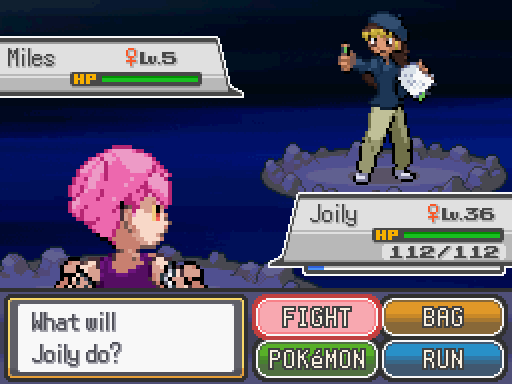 Miles ♀Lv.5
HP
Joily ♀Lv.36
HP
112/112
What will
Joily do?
FIGHT
BAG
POKéMON
RUN